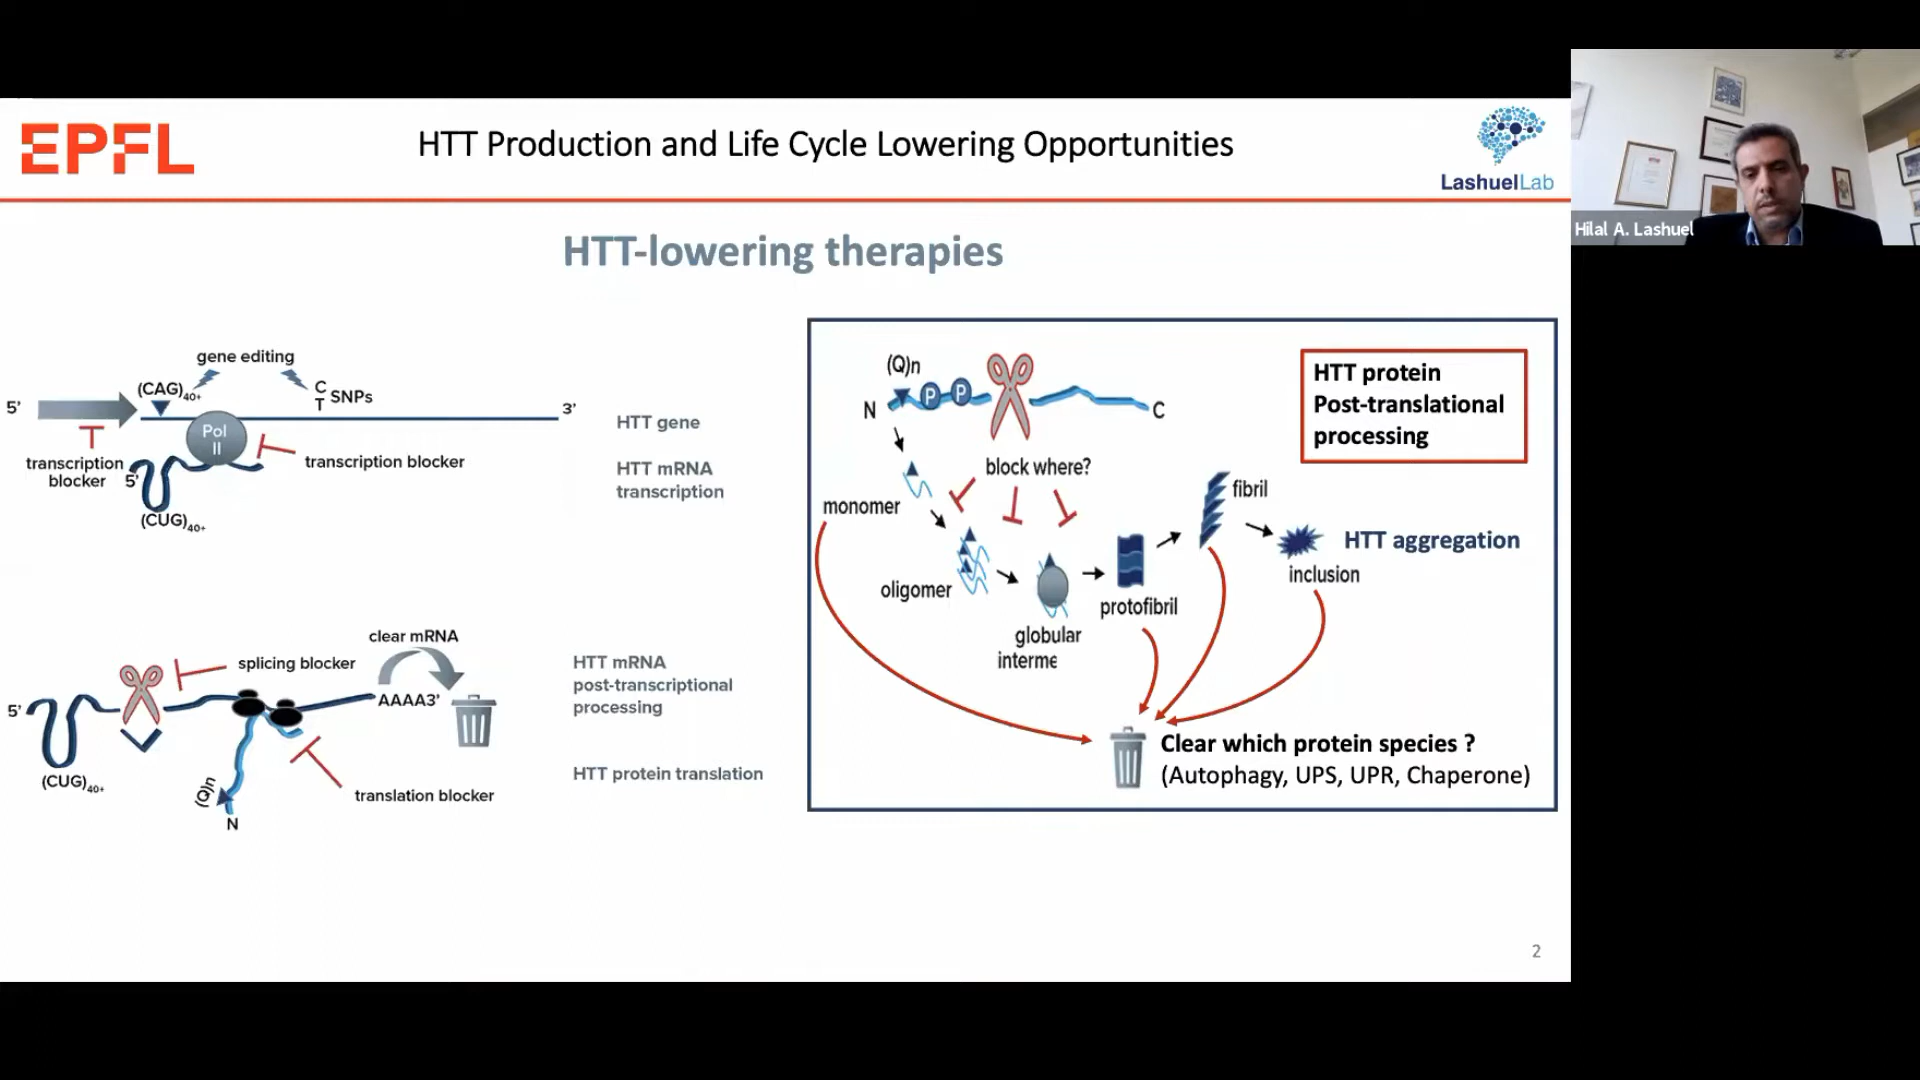 EPFL
HTT Production and Life Cycle Lowering Opportunities
LashuelLab
Hilal A. Lashuel
HTT-lowering therapies
gene editing
(CAG)40+
C
T
SNPs
5'
3'
Pol
II
transcription
blocker
5'
transcription blocker
(CUG)40+
HTT gene
HTT mRNA
transcription
clear mRNA
splicing blocker
5'
AAAA3'
(CUG)40+
(Q)n
N
translation blocker
HTT mRNA
post-transcriptional
processing
HTT protein translation
(Q)n
N
P
P
C
HTT protein
Post-translational
processing
block where?
monomer
fibril
HTT aggregation
inclusion
oligomer
protofibril
globular
interme
Clear which protein species ?
(Autophagy, UPS, UPR, Chaperone)
2